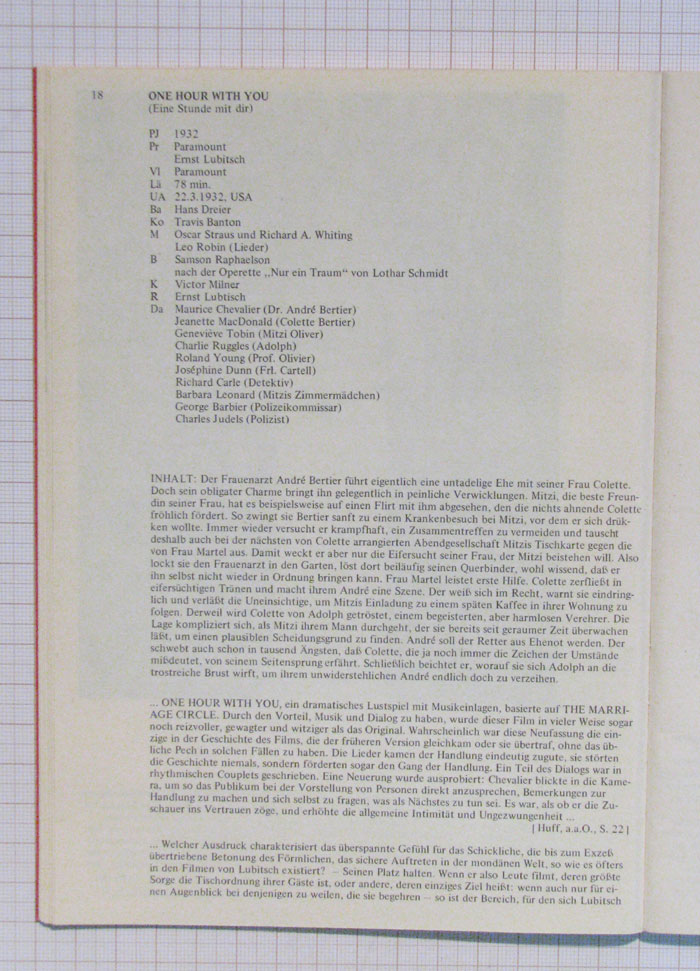 18
ONE HOUR WITH YOU
(Eine Stunde mit dir)
PJ 1932
Pr Paramount
Ernst Lubitsch
Vl Paramount
Lä 78 min.
UA 22.3.1932, USA
Ba Hans Dreier
Ko Travis Banton
M Oscar Straus und Richard A. Whiting
Leo Robin (Lieder)
B Samson Raphaelson
nach der Operette „Nur ein Traum“ von Lothar Schmidt
K Victor Milner
R Ernst Lubtisch
Da Maurice Chevalier (Dr. André Bertier)
Jeanette MacDonald (Colette Bertier)
Geneviéve Tobin (Mitzi Oliver)
Charlie Ruggles (Adolph)
Roland Young (Prof. Olivier)
Joséphine Dunn (Frl. Cartell)
Richard Carle (Detektiv)
Barbara Leonard (Mitzis Zimmermädchen)
George Barbier (Polizeikommissar)
Charles Judels (Polizist)
INHALT: Der Frauenarzt André Bertier führt eigentlich eine untadelige Ehe mit seiner Frau Colette.
Doch sein obligater Charme bringt ihn gelegentlich in peinliche Verwicklungen. Mitzi, die beste Freun-
din seiner Frau, hat es beispielsweise auf einen Flirt mit ihm abgesehen, den die nichts ahnende Colette
fröhlich fördert. So zwingt sie Bertier sanft zu einem Krankenbesuch bei Mitzi, vor dem er sich drük-
ken wollte. Immer wieder versucht er krampfhaft, ein Zusammentreffen zu vermeiden und tauscht
deshalb auch bei der nächsten von Colette arrangierten Abendgesellschaft Mitzis Tischkarte gegen die
von Frau Martel aus. Damit weckt er aber nur die Eifersucht seiner Frau, der Mitzi beistehen will. Also
lockt sie den Frauenarzt in den Garten, löst dort beiläufig seinen Querbinder, wohl wissend, daß er
ihn selbst nicht wieder in Ordnung bringen kann. Frau Martel leistet erste Hilfe. Colette zerfließt in
eifersüchtigen Tränen und macht ihrem André eine Szene. Der weiß sich im Recht, warnt sie eindring-
lich und verläßt die Uneinsichtige, um Mitzis Einladung zu einem späten Kaffee in ihrer Wohnung zu
folgen. Derweil wird Colette von Adolph getröstet, einem begeisterten, aber harmlosen Verehrer. Die
Lage kompliziert sich, als Mitzi ihrem Mann durchgeht, der sie bereits seit geraumer Zeit überwachen
läßt, um einen plausiblen Scheidungsgrund zu finden. André soll der Retter aus Ehenot werden. Der
schwebt auch schon in tausend Ängsten, daß Colette, die ja noch immer die Zeichen der Umstände
mißdeutet, von seinem Seitensprung erfährt. Schließlich beichtet er, worauf sie sich Adolph an die
trostreiche Brust wirft, um ihrem unwiderstehlichen André endlich doch zu verzeihen.
... ONE HOUR WITH YOU, ein dramatisches Lustspiel mit Musikeinlagen, basierte auf THE MARRI-
AGE CIRCLE. Durch den Vorteil, Musik und Dialog zu haben, wurde dieser Film in vieler Weise sogar
noch reizvoller, gewagter und witziger als das Original. Wahrscheinlich war diese Neufassung die ein-
zige in der Geschichte des Films, die der früheren Version gleichkam oder sie übertraf, ohne das üb-
liche Pech in solchen Fällen zu haben. Die Lieder kamen der Handlung eindeutig zugute, sie störten
die Geschichte niemals, sondern förderten sogar den Gang der Handlung. Ein Teil des Dialogs war in
rhythmischen Couplets geschrieben. Eine Neuerung wurde ausprobiert: Chevalier blickte in die Kame-
ra, um so das Publikum bei der Vorstellung von Personen direkt anzusprechen, Bemerkungen zur
Handlung zu machen und sich selbst zu fragen, was als Nächstes zu tun sei. Es war, als ob er die Zu-
schauer ins Vertrauen zöge, und erhöhte die allgemeine Intimität und Ungezwungenheit ...
[Huff, a.a.O., S. 22]
... Welcher Ausdruck charakterisiert das überspannte Gefühl für das Schickliche, die bis zum Exzeß
übertriebene Betonung des Förmlichen, das sichere Auftreten in der mondänen Welt, so wie es öfters
in den Filmen von Lubitsch existiert? – Seinen Platz halten. Wenn er also Leute filmt, deren größte
Sorge die Tischordnung ihrer Gäste ist, oder andere, deren einziges Ziel heißt: wenn auch nur für ei-
nen Augenblick bei denjenigen zu weilen, die sie begehren – so ist der Bereich, für den sich Lubitsch